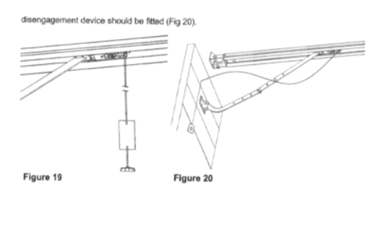 disengagement device should be fitted (Fig 20).
Figure 19
Figure 20